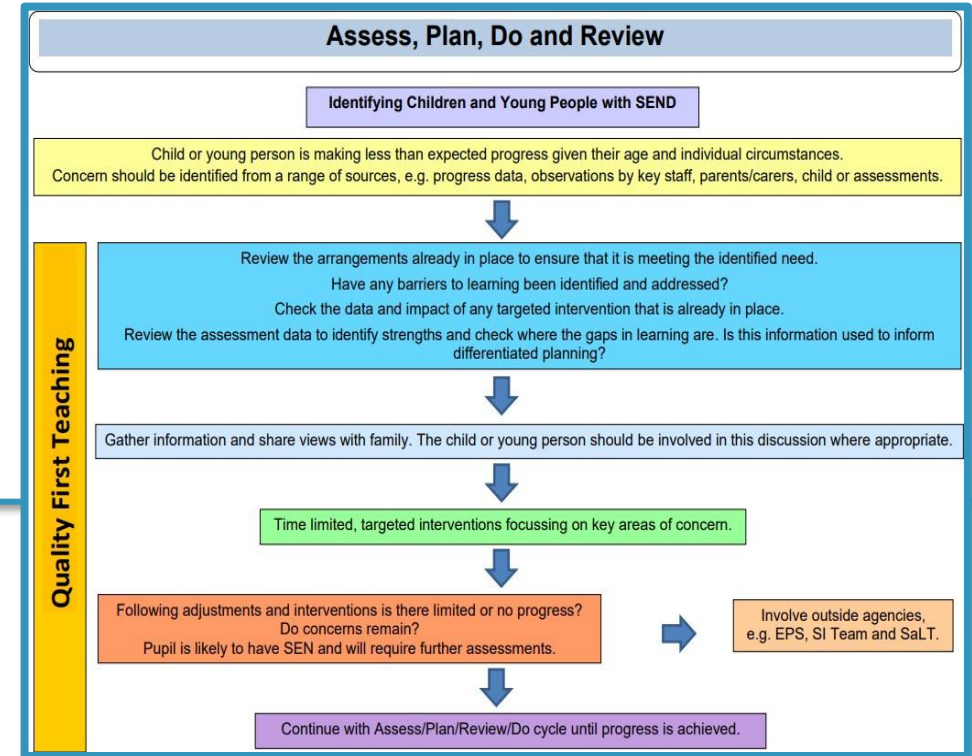 Assess, Plan, Do and Review
Identifying Children and Young People with SEND
Child or young person is making less than expected progress given their age and individual circumstances.
Concern should be identified from a range of sources, e.g. progress data, observations by key staff, parents/carers, child or assessments.
Quality First Teaching
Review the arrangements already in place to ensure that it is meeting the identified need.
Have any barriers to learning been identified and addressed?
Check the data and impact of any targeted intervention that is already in place.
Review the assessment data to identify strengths and check where the gaps in learning are. Is this information used to inform
differentiated planning?
Gather information and share views with family. The child or young person should be involved in this discussion where appropriate.
Time limited, targeted interventions focussing on key areas of concern.
Following adjustments and interventions is there limited or no progress?
Do concerns remain?
Pupil is likely to have SEN and will require further assessments.
Involve outside agencies,
e.g. EPS, SI Team and SaLT.
Continue with Assess/Plan/Review/Do cycle until progress is achieved.